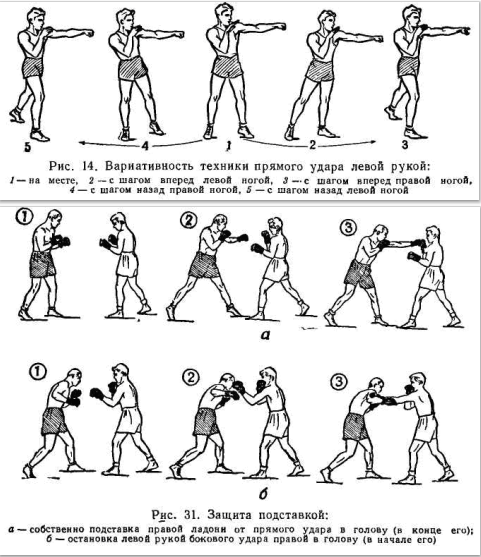 5 4 1 2 3
Рис. 14. Вариативность техники прямого удара левой рукой:
1 — на месте, 2 — с шагом вперед левой ногой, 3 — с шагом вперед правой ногой,
4 — с шагом назад правой ногой, 5 — с шагом назад левой ногой
1 2 3
а
1 2 3
б
Рис. 31. Защита подставкой:
а — собственно подставка правой ладони от прямого удара в голову (в конце его);
б — остановка левой рукой бокового удара правой в голову (в начале его)